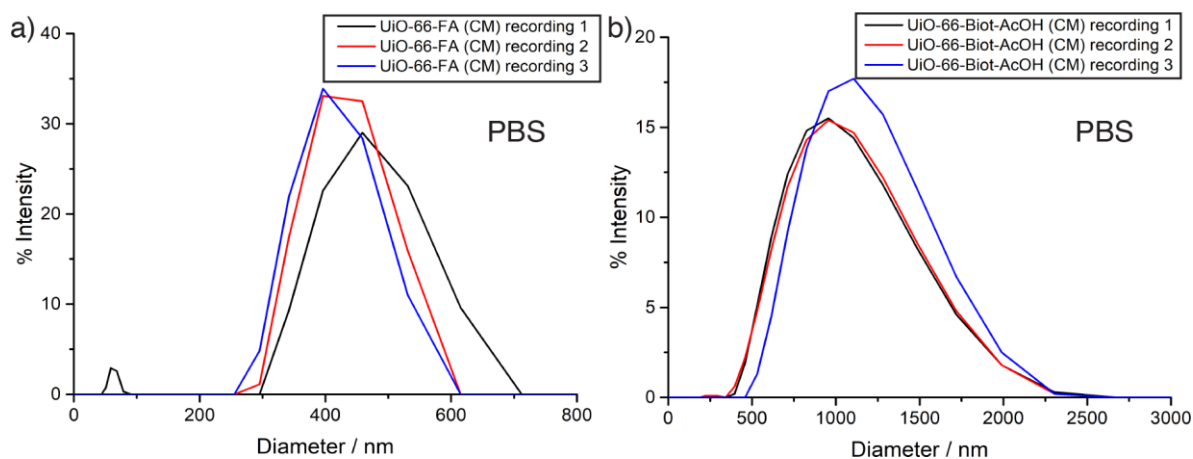 a)
UiO-66-FA (CM) recording 1
UiO-66-FA (CM) recording 2
UiO-66-FA (CM) recording 3
PBS
40
30
20
10
0
% Intensity
0 200 400 600 800
Diameter / nm
b)
UiO-66-Biot-AcOH (CM) recording 1
UiO-66-Biot-AcOH (CM) recording 2
UiO-66-Biot-AcOH (CM) recording 3
PBS
20
15
10
5
0
% Intensity
0 500 1000 1500 2000 2500 3000
Diameter / nm